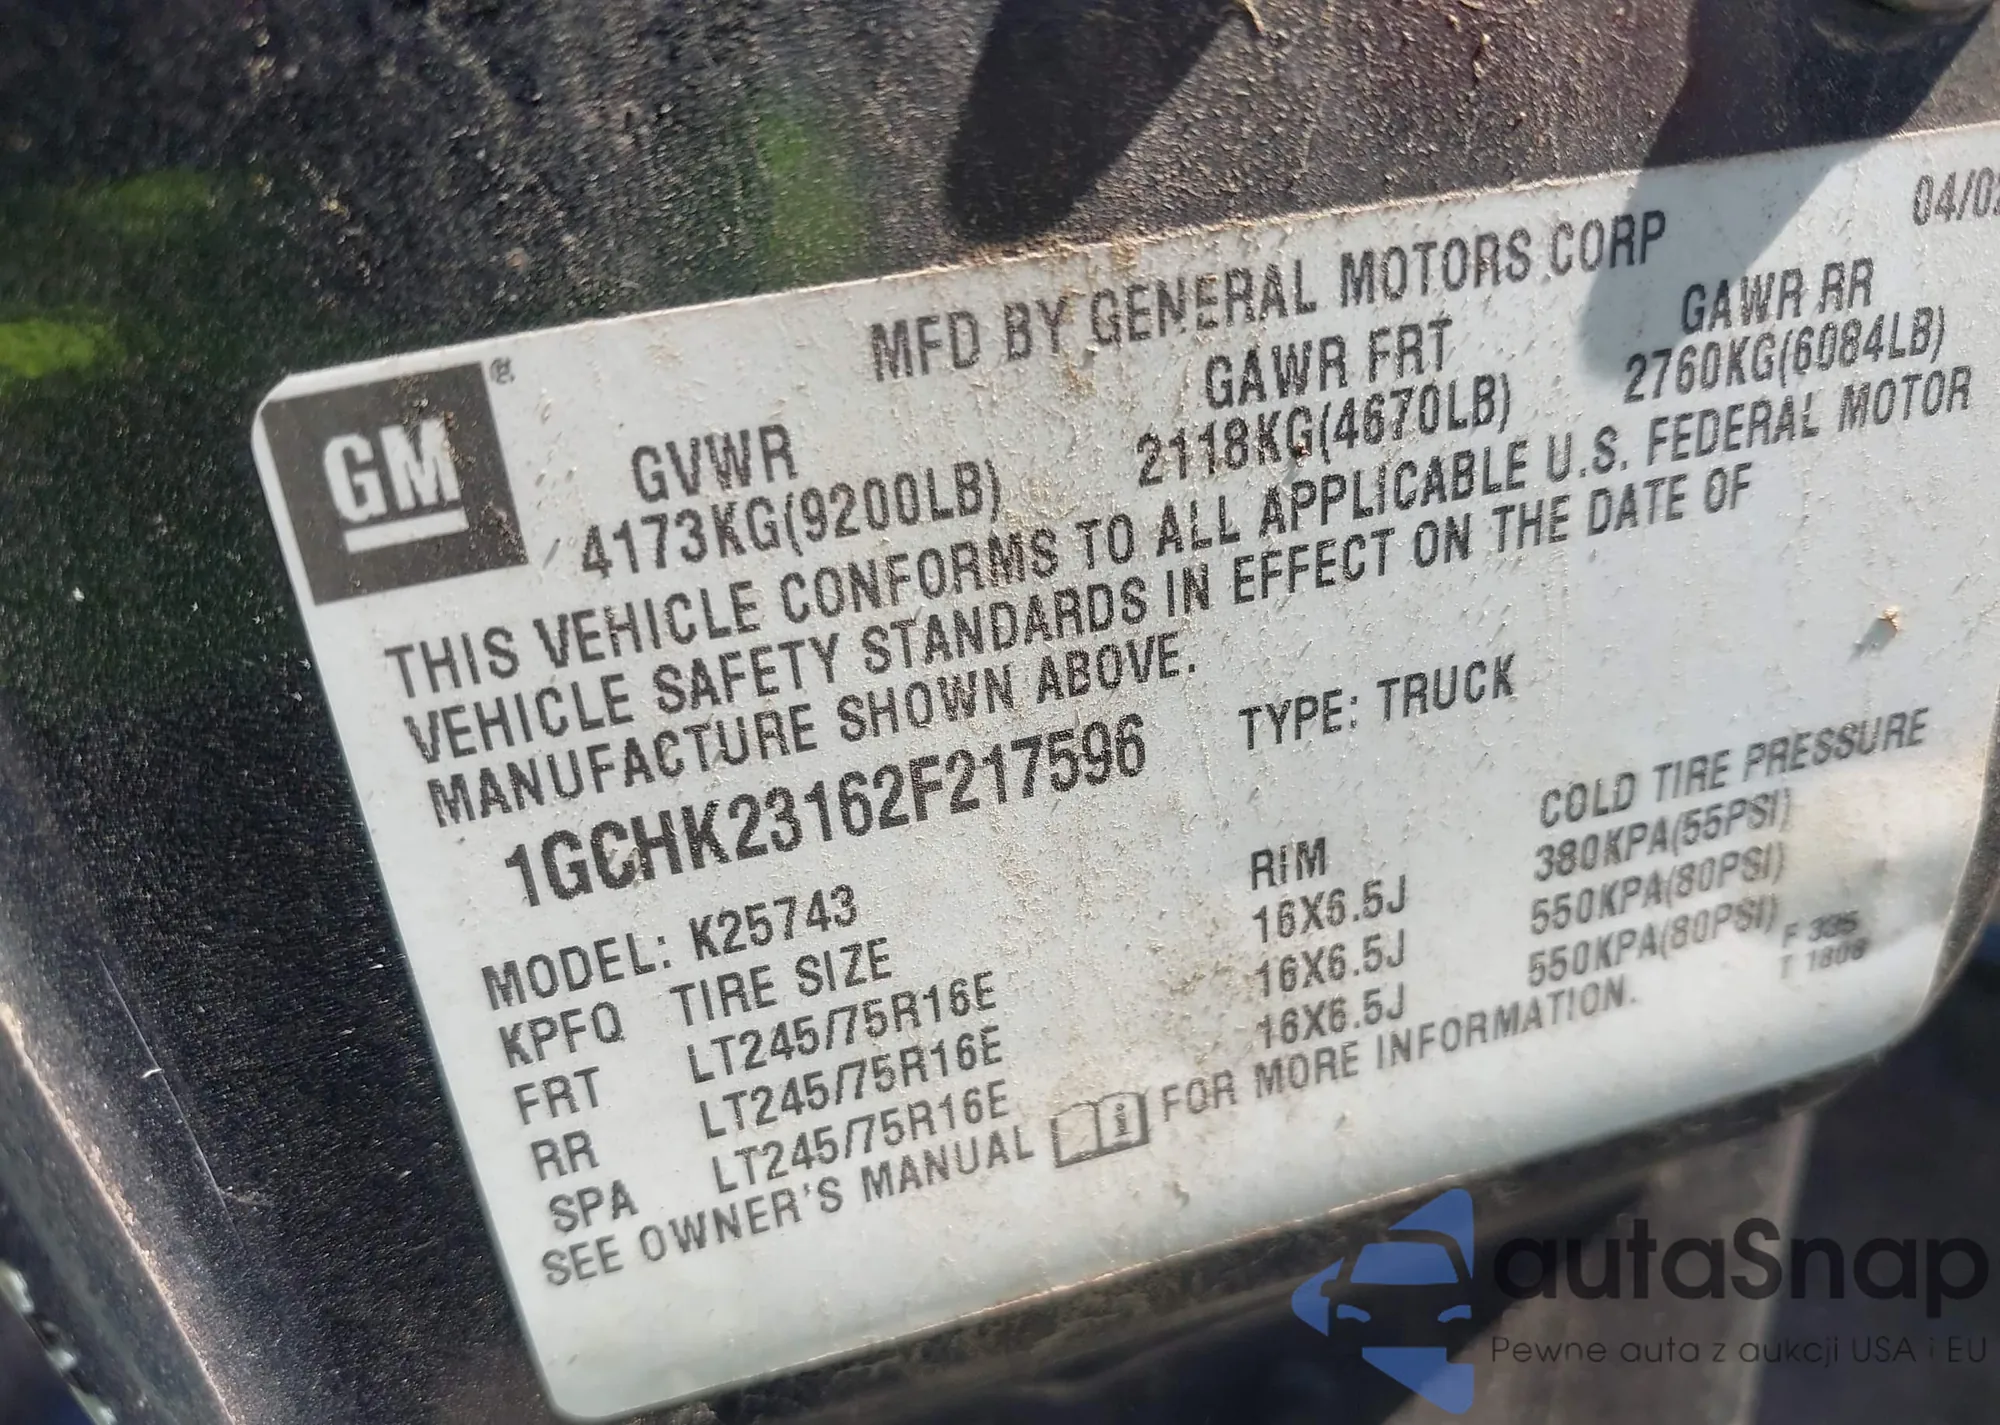 04/02
MFD BY GENERAL MOTORS CORP
GM®
GVWR GAWR FRT GAWR RR
4173KG(9200LB) 2118KG(4670LB) 2760KG(6084LB)
THIS VEHICLE CONFORMS TO ALL APPLICABLE U.S. FEDERAL MOTOR
VEHICLE SAFETY STANDARDS IN EFFECT ON THE DATE OF
MANUFACTURE SHOWN ABOVE.
1GCHK23162F217596 TYPE: TRUCK
MODEL: K25743
KPFQ TIRE SIZE RIM COLD TIRE PRESSURE
FRT LT245/75R16E 16X6.5J 380KPA(55PSI)
RR LT245/75R16E 16X6.5J 550KPA(80PSI)
SPA LT245/75R16E 16X6.5J 550KPA(80PSI)
SEE OWNER'S MANUAL i FOR MORE INFORMATION.
F
T 1808
autaSnap
Pewne auta z aukcji USA i EU